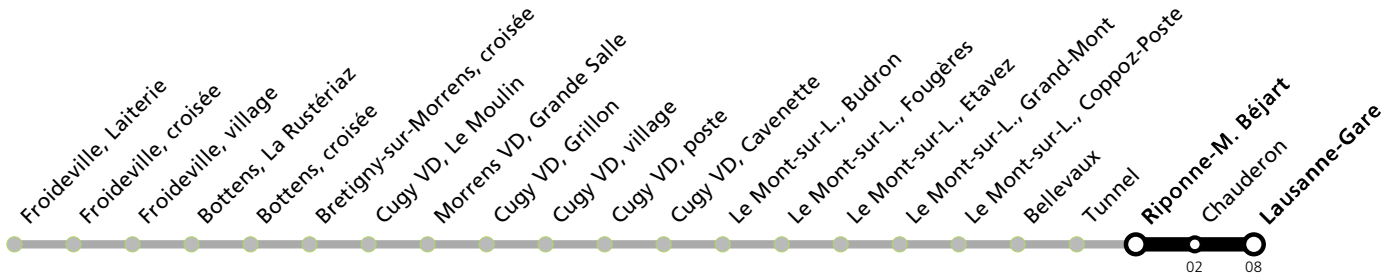 Froideville, Laiterie
Froideville, croisée
Froideville, village
Bottens, La Rustériaz
Bottens, croisée
Bretigny-sur-Morrens, croisée
Cugy VD, Le Moulin
Morrens VD, Grande Salle
Cugy VD, Grillon
Cugy VD, village
Cugy VD, poste
Cugy VD, Cavenette
Le Mont-sur-L., Budron
Le Mont-sur-L., Fougères
Le Mont-sur-L., Etavez
Le Mont-sur-L., Grand-Mont
Le Mont-sur-L., Coppoz-Poste
Bellevaux
Tunnel
Riponne-M. Béjart
Chauderon
Lausanne-Gare
02
08